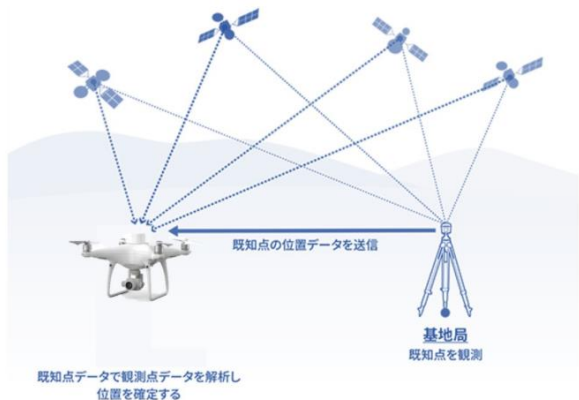 既知点の位置データを送信
基地局
既知点を観測
既知点データで観測点データを解析し
位置を確定する